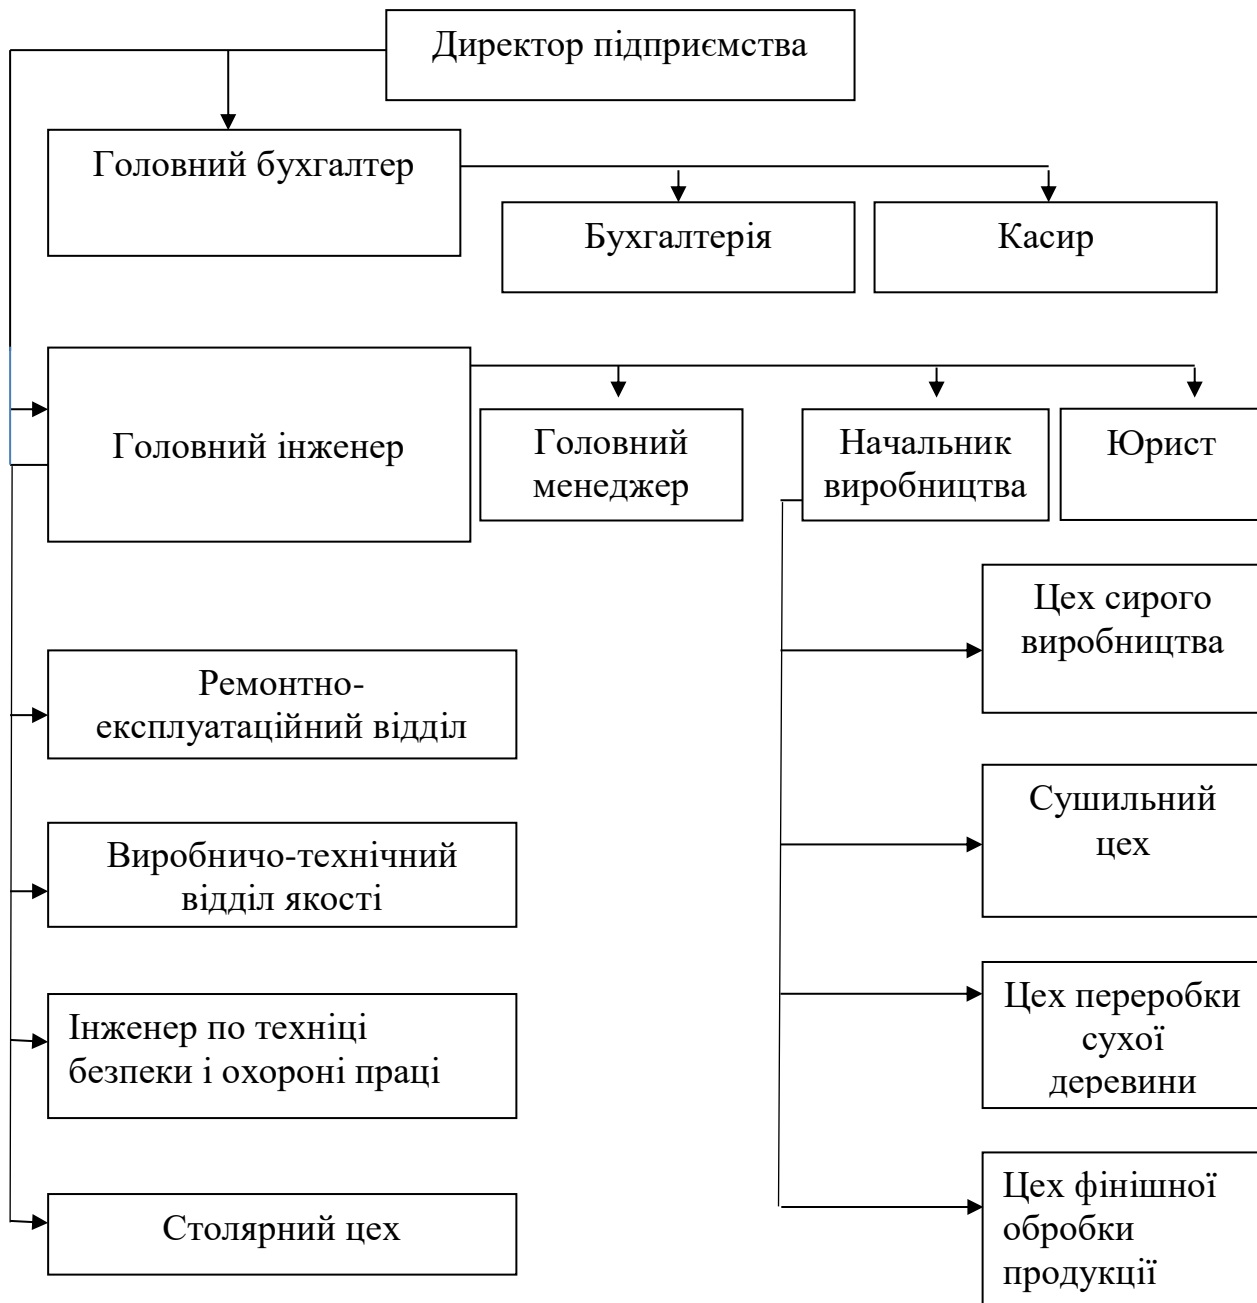 Директор підприємства
Головний бухгалтер
Бухгалтерія
Касир
Головний інженер
Головний
менеджер
Начальник
виробництва
Юрист
Цех сирого
виробництва
Ремонтно-
експлуатаційний відділ
Сушильний
цех
Виробничо-технічний
відділ якості
Цех переробки
сухої
деревини
Інженер по техніці
безпеки і охороні праці
Цех фінішної
обробки
продукції
Столярний цех